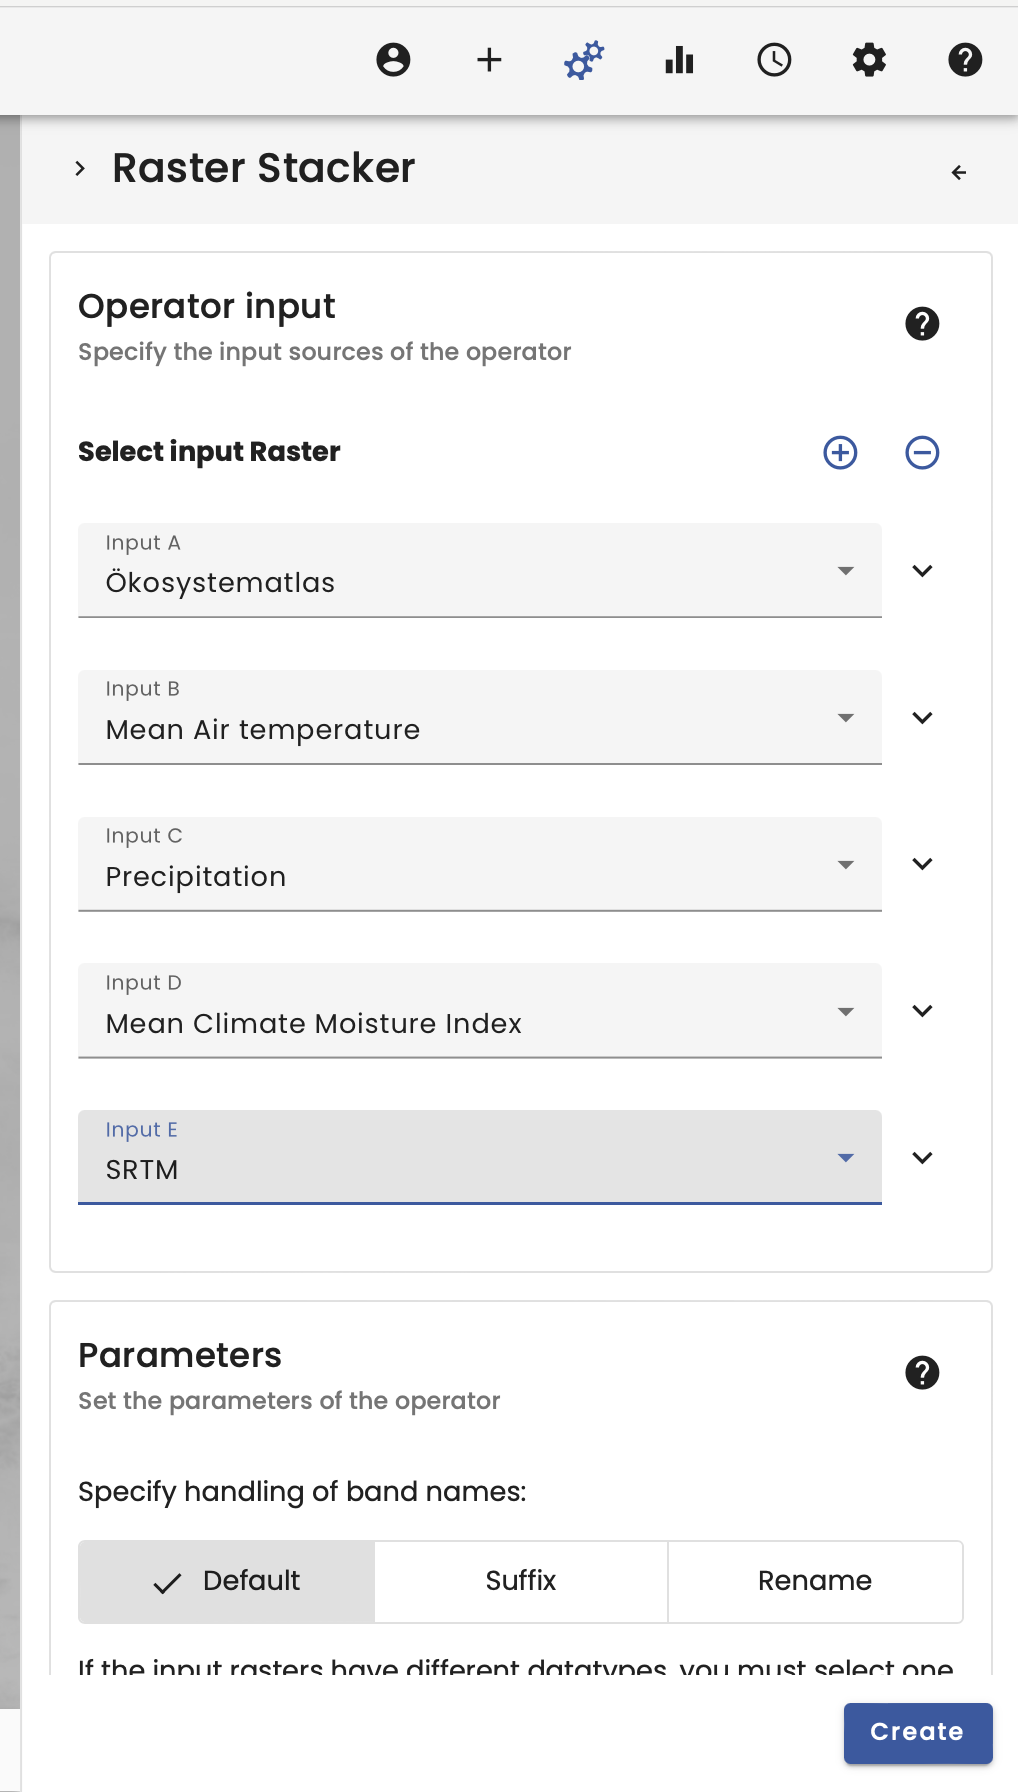 Raster Stacker
Operator input
Specify the input sources of the operator
Select input Raster
Input A
Ökosystematlas
Input B
Mean Air temperature
Input C
Precipitation
Input D
Mean Climate Moisture Index
Input E
SRTM
Parameters
Set the parameters of the operator
Specify handling of band names:
Default
Suffix
Rename
If the input rasters have different datatypes, you must select one
Create